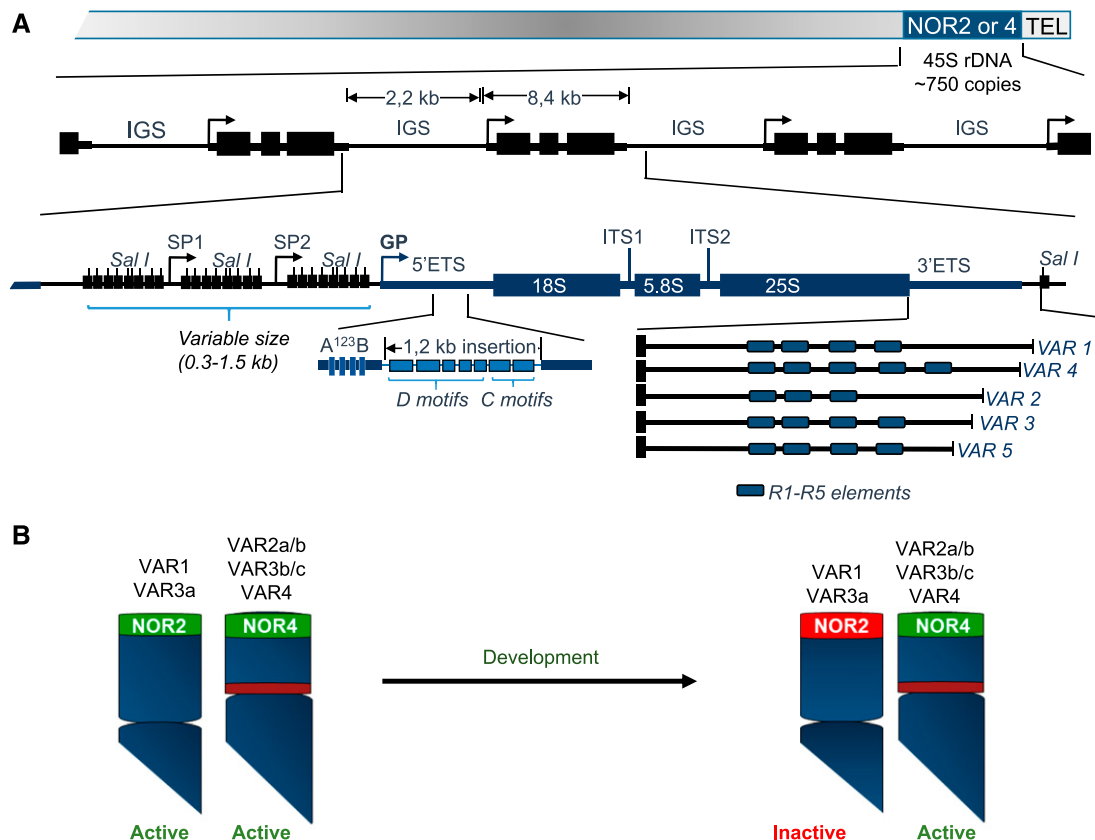 A
NOR2 or 4 TEL
45S rDNA
~750 copies
2,2 kb 8,4 kb
IGS IGS IGS IGS
SP1 SP2 GP ITS1 ITS2
Sal I Sal I Sal I 5'ETS 3'ETS Sal I
18S 5.8S 25S
Variable size
(0.3-1.5 kb)
A123B 1,2 kb insertion
D motifs C motifs
VAR 1
VAR 4
VAR 2
VAR 3
VAR 5
R1-R5 elements
B
VAR1
VAR3a
VAR2a/b
VAR3b/c
VAR4
NOR2 NOR4
Active Active
Development
VAR1
VAR3a
VAR2a/b
VAR3b/c
VAR4
NOR2 NOR4
Inactive Active